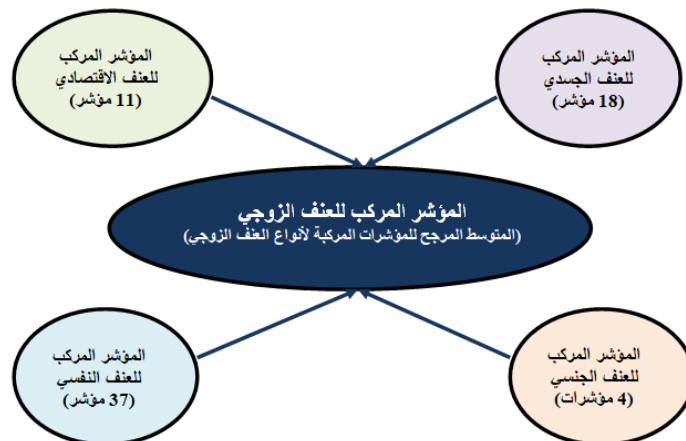 المؤشر المركب
للعنف الجسدي
(18 مؤشر)
المؤشر المركب
للعنف الاقتصادي
(11 مؤشر)
المؤشر المركب للعنف الزوجي
(المتوسط المرجح للمؤشرات المركبة لأنواع العنف الزوجي)
المؤشر المركب
للعنف الجنسي
(4 مؤشرات)
المؤشر المركب
للعنف النفسي
(37 مؤشر)